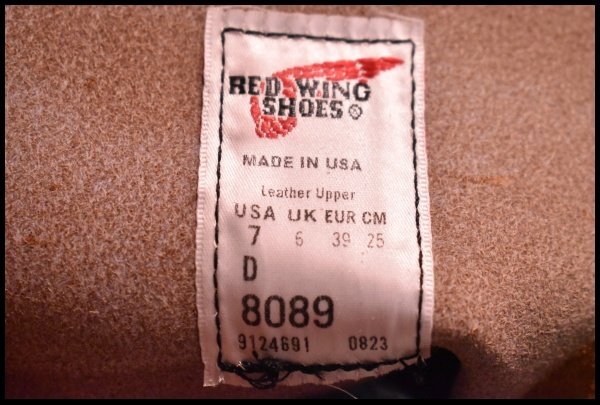 RED WING
SHOES®
MADE IN USA
Leather Upper
USA UK EUR CM
7 6 39 25
D
8089
9124691 0823